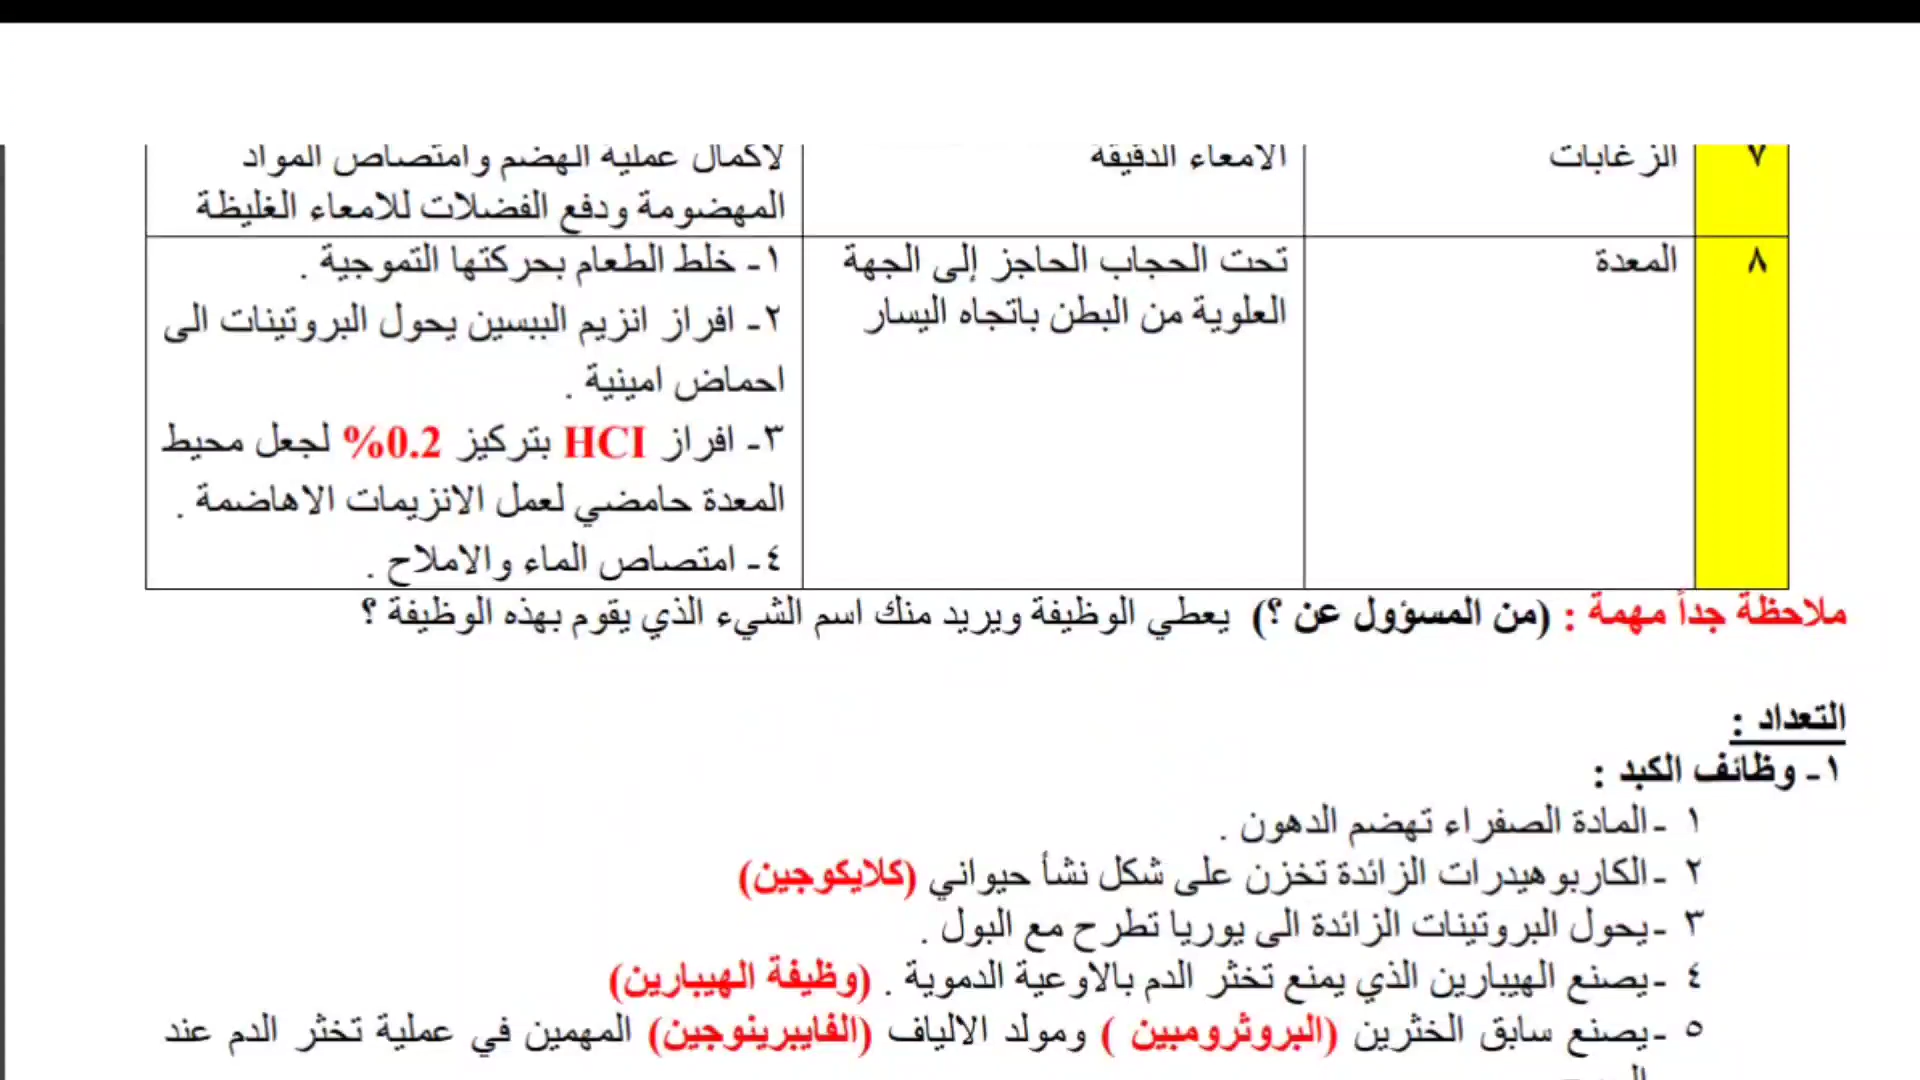 ٧ الزغابات الامعاء الدقيقة لاكمال عملية الهضم وامتصاص المواد
المهضومة ودفع الفضلات للامعاء الغليظة
٨ المعدة تحت الحجاب الحاجز إلى الجهة
العلوية من البطن باتجاه اليسار
١- خلط الطعام بحركتها التموجية .
٢- افراز انزيم الببسين يحول البروتينات الى
احماض امينية .
٣- افراز HCI بتركيز 0.2% لجعل محيط
المعدة حامضي لعمل الانزيمات الاهاضمة .
٤- امتصاص الماء والاملاح .
ملاحظة جداً مهمة : (من المسؤول عن ؟) يعطي الوظيفة ويريد منك اسم الشيء الذي يقوم بهذه الوظيفة ؟
التعداد :
١- وظائف الكبد :
١ -المادة الصفراء تهضم الدهون .
٢ -الكاربوهيدرات الزائدة تخزن على شكل نشأ حيواني (كلايكوجين)
٣ -يحول البروتينات الزائدة الى يوريا تطرح مع البول .
٤ -يصنع الهيبارين الذي يمنع تخثر الدم بالاوعية الدموية . (وظيفة الهيبارين)
٥ -يصنع سابق الخثرين (البروثرومبين ) ومولد الالياف (الفايبرينوجين) المهمين في عملية تخثر الدم عند